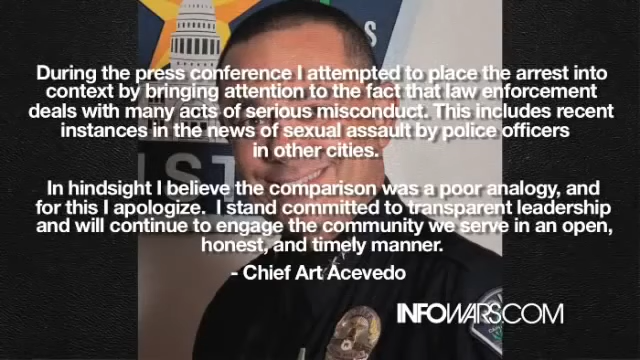 During the press conference I attempted to place the arrest into
context by bringing attention to the fact that law enforcement
deals with many acts of serious misconduct. This includes recent
instances in the news of sexual assault by police officers
in other cities.
In hindsight I believe the comparison was a poor analogy, and
for this I apologize. I stand committed to transparent leadership
and will continue to engage the community we serve in an open,
honest, and timely manner.
- Chief Art Acevedo
INFOWARS.COM